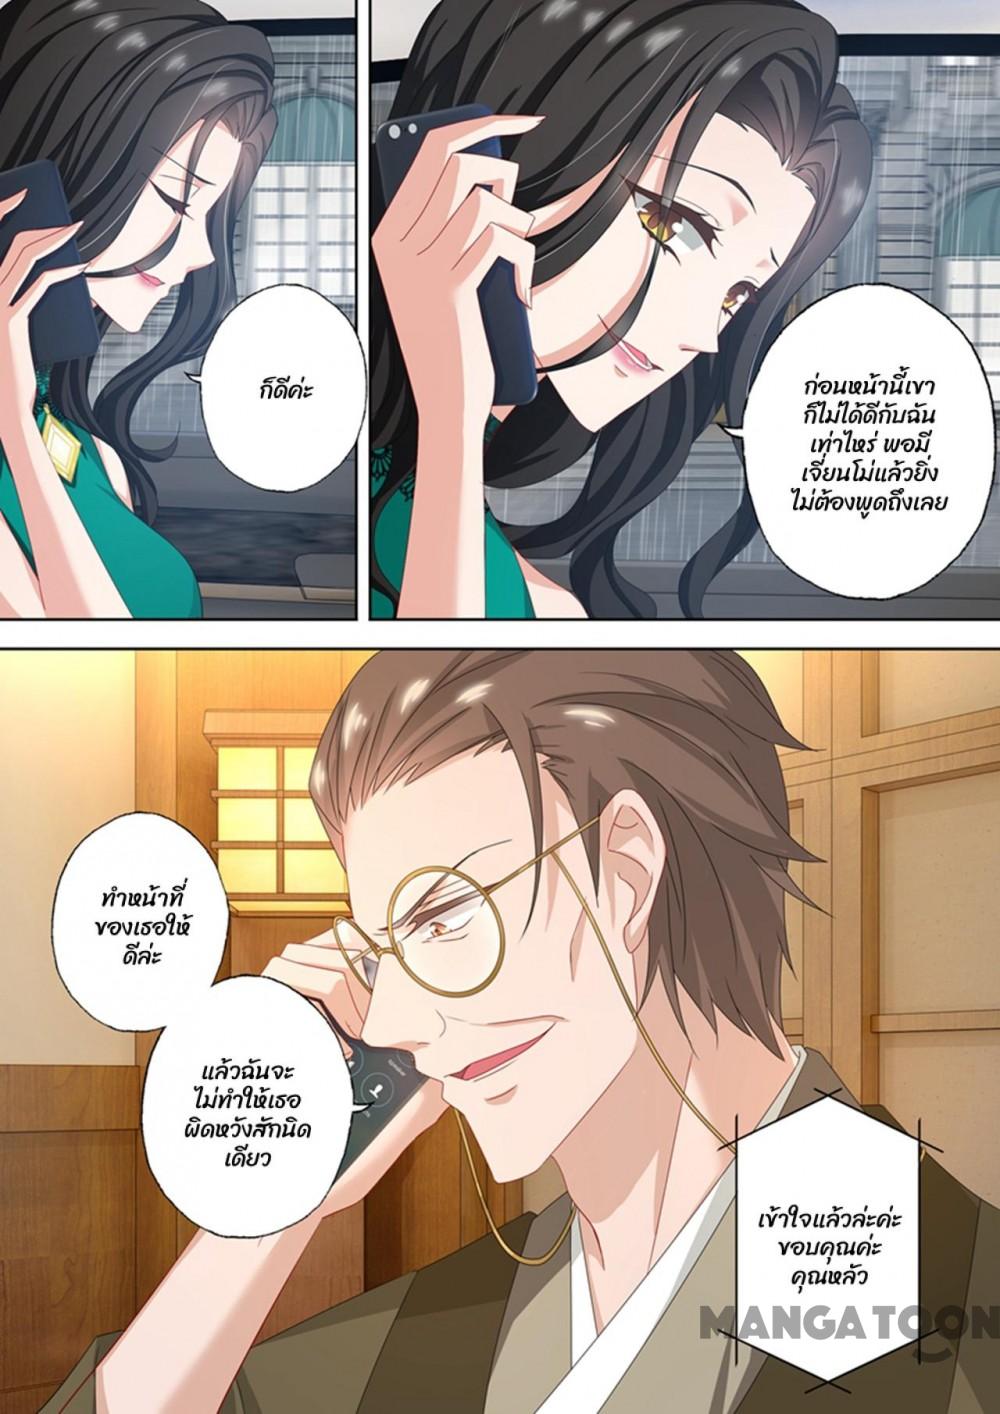 ก็ดีค่ะ
ก่อนหน้านี้เขา
ก็ไม่ได้ดีกับฉัน
เท่าไหร่ พอมี
เจี่ยนโม่แล้วยิ่ง
ไม่ต้องพูดถึงเลย
ทำหน้าที่
ของเธอให้
ดีล่ะ
แล้วฉันจะ
ไม่ทำให้เธอ
ผิดหวังสักนิด
เดียว
เข้าใจแล้วล่ะค่ะ
ขอบคุณค่ะ
คุณหลัว
MANGATOON